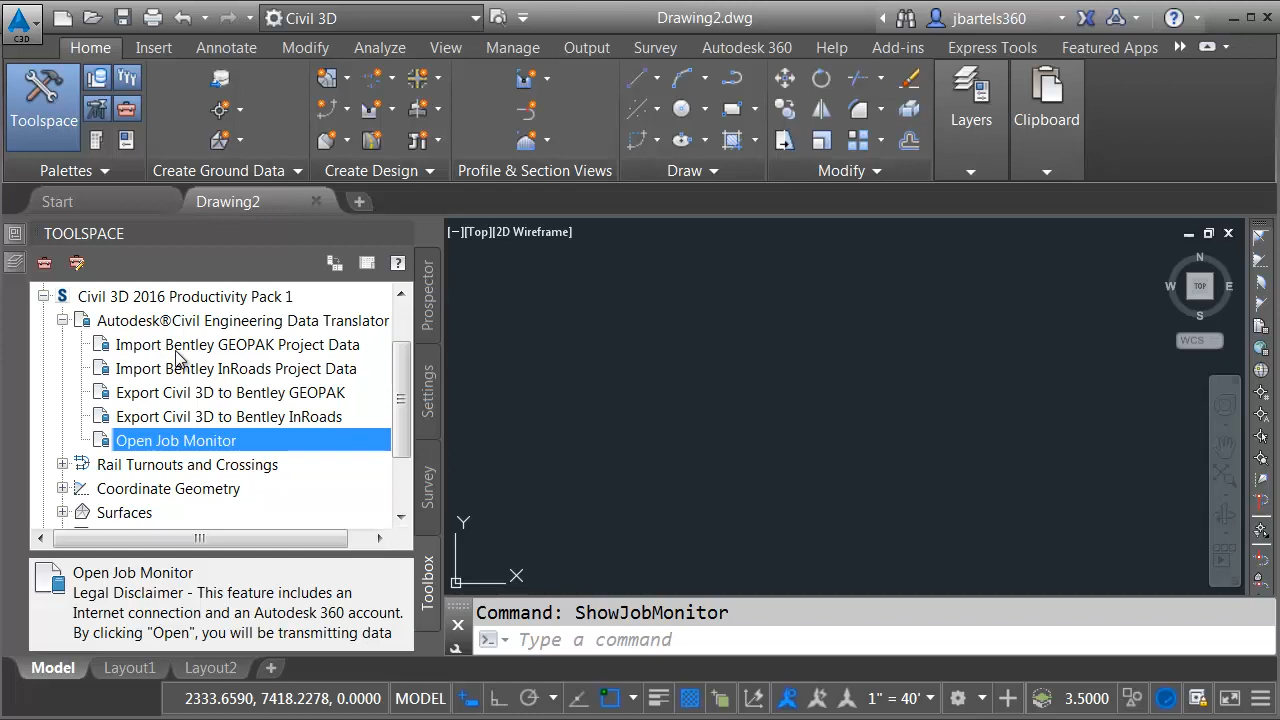 C3D Civil 3D Drawing2.dwg jbartels360
Home Insert Annotate Modify Analyze View Manage Output Survey Autodesk 360 Help Add-ins Express Tools Featured Apps
Toolspace
Layers
Clipboard
Palettes Create Ground Data Create Design Profile & Section Views Draw Modify
Start Drawing2
TOOLSPACE
[−][Top][2D Wireframe]
Civil 3D 2016 Productivity Pack 1
Autodesk®Civil Engineering Data Translator
Import Bentley GEOPAK Project Data
Import Bentley InRoads Project Data
Export Civil 3D to Bentley GEOPAK
Export Civil 3D to Bentley InRoads
Open Job Monitor
Rail Turnouts and Crossings
Coordinate Geometry
Surfaces
Prospector
Settings
Survey
Toolbox
N
W TOP E
S
WCS
Y
X
Open Job Monitor
Legal Disclaimer - This feature includes an
Internet connection and an Autodesk 360 account.
By clicking "Open", you will be transmitting data
Command: ShowJobMonitor
Type a command
Model Layout1 Layout2
2333.6590, 7418.2278, 0.0000 MODEL 1" = 40' 3.5000